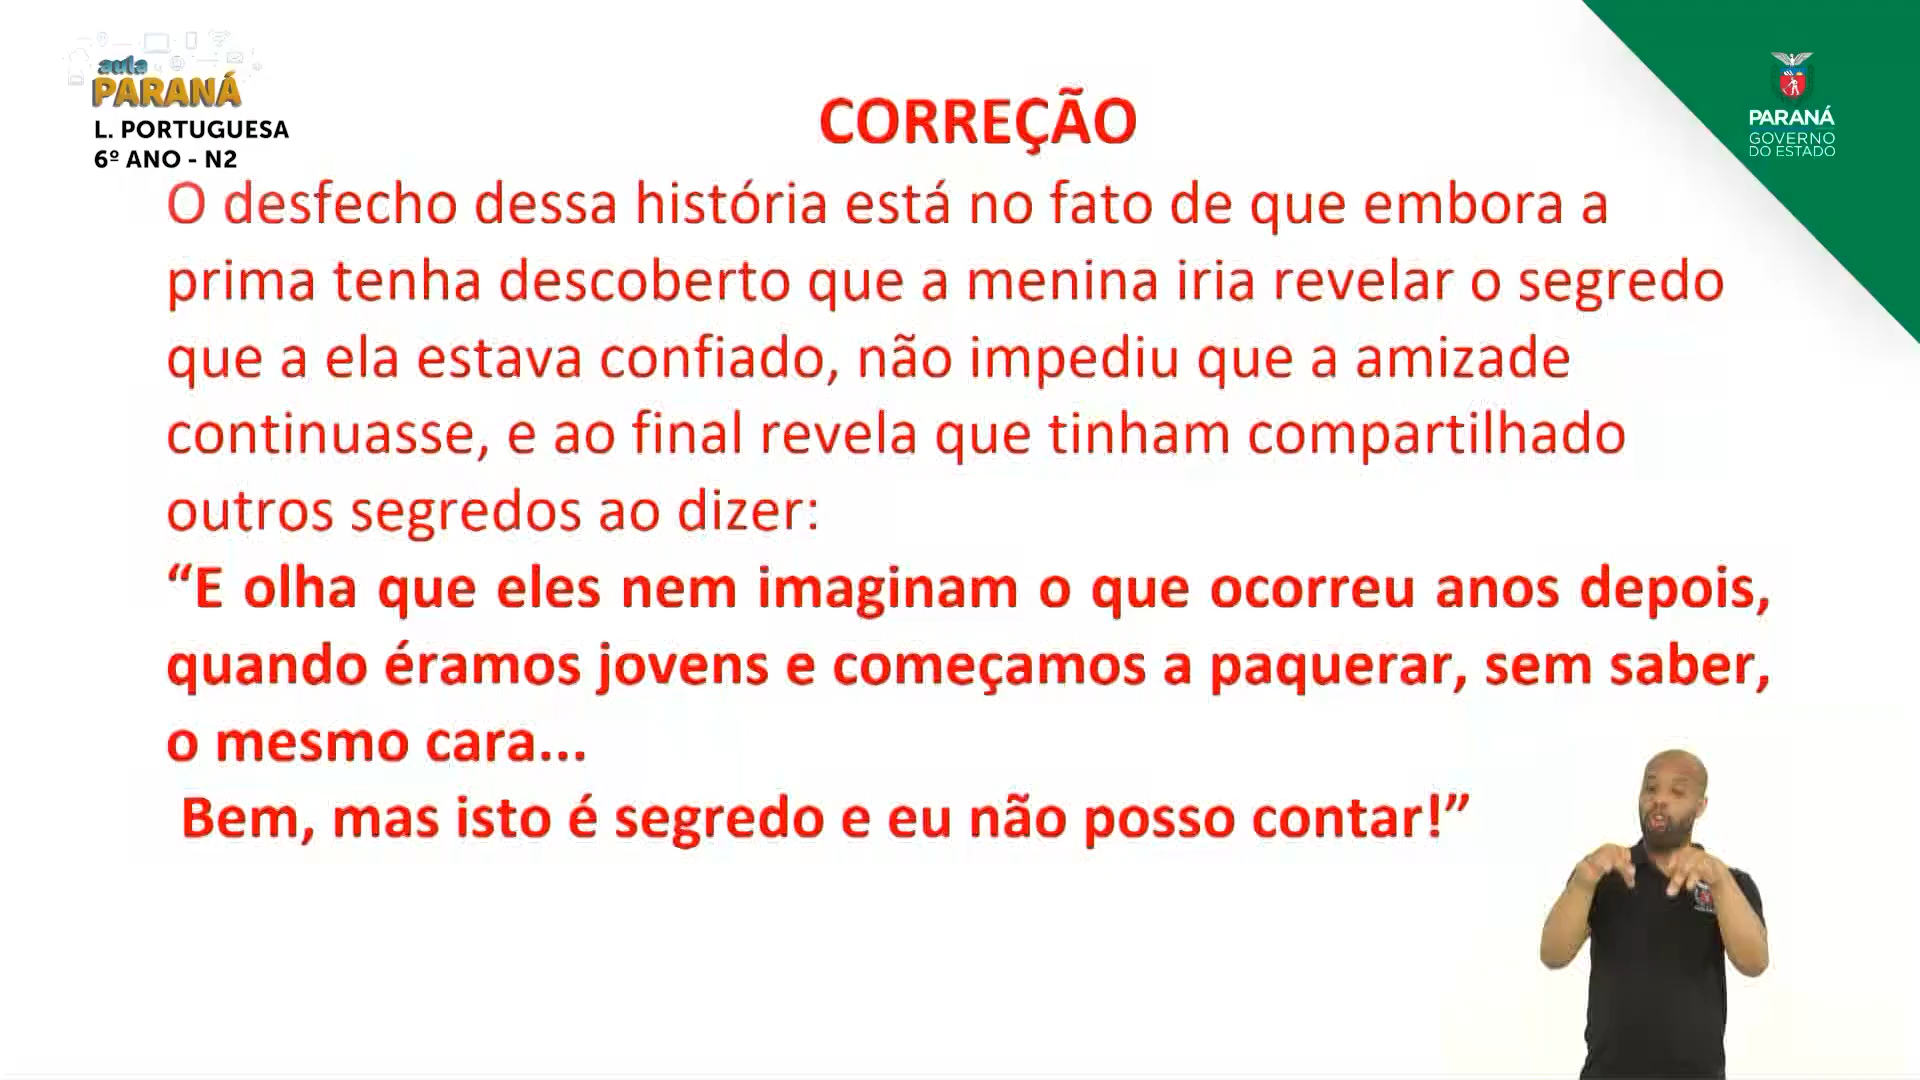 aula
PARANÁ
L. PORTUGUESA
6º ANO - N2
PARANÁ
GOVERNO
DO ESTADO
CORREÇÃO
O desfecho dessa história está no fato de que embora a
prima tenha descoberto que a menina iria revelar o segredo
que a ela estava confiado, não impediu que a amizade
continuasse, e ao final revela que tinham compartilhado
outros segredos ao dizer:
“E olha que eles nem imaginam o que ocorreu anos depois,
quando éramos jovens e começamos a paquerar, sem saber,
o mesmo cara...
Bem, mas isto é segredo e eu não posso contar!”